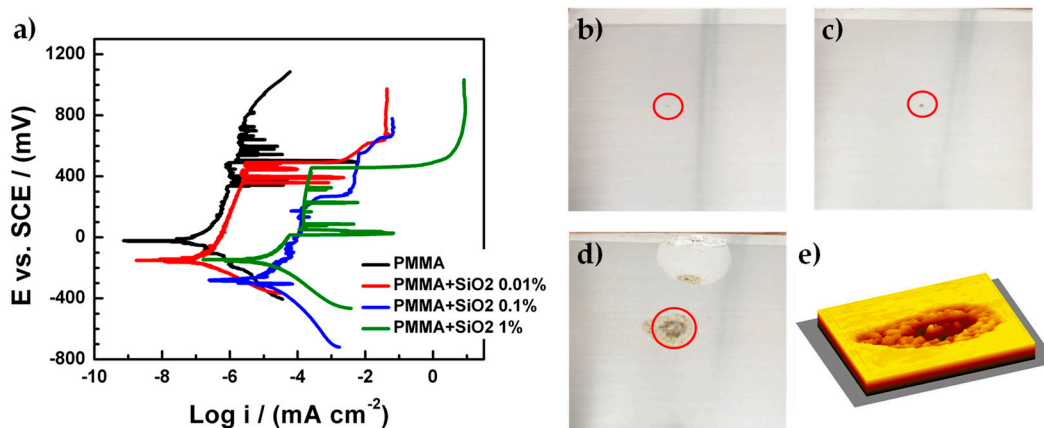 a)
E vs. SCE / (mV)
1200
800
400
0
-400
-800
PMMA
PMMA+SiO2 0.01%
PMMA+SiO2 0.1%
PMMA+SiO2 1%
-10
-8
-6
-4
-2
0
Log i / (mA cm⁻²)
b)
c)
d)
e)